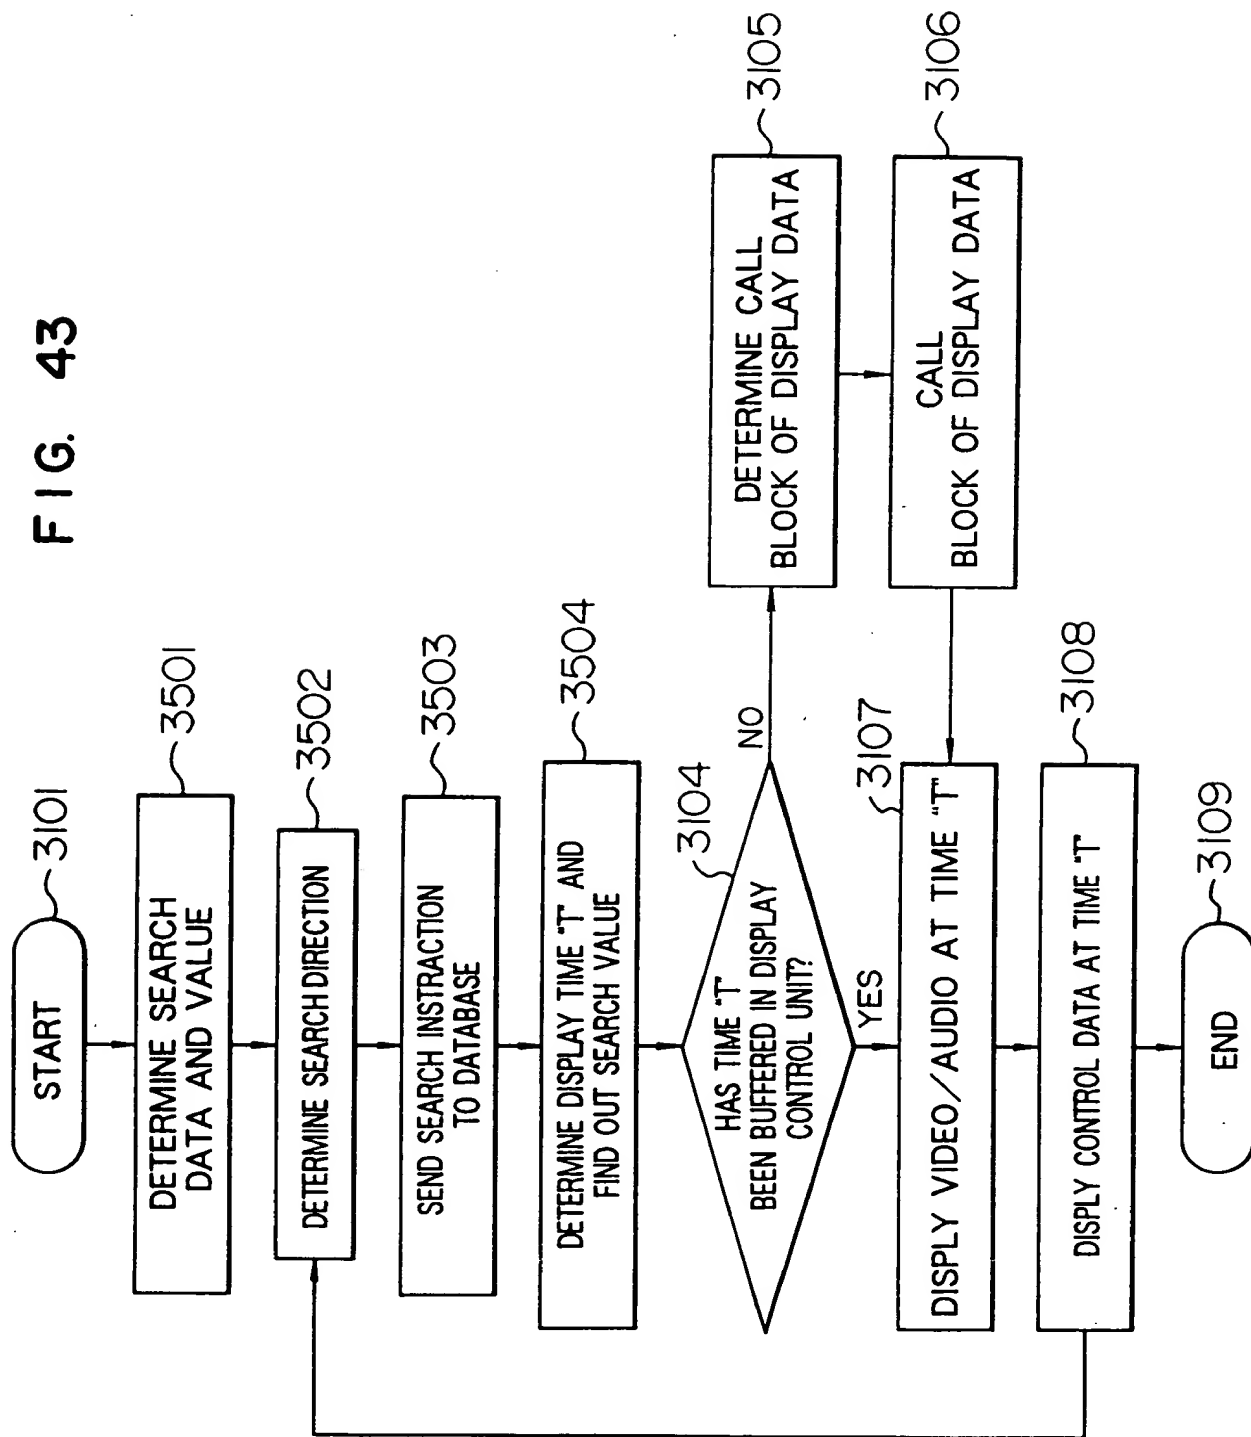 FIG. 43
START
3101
DETERMINE SEARCH
DATA AND VALUE
3501
DETERMINE SEARCH DIRECTION
3502
SEND SEARCH INSTRACTION
TO DATABASE
3503
DETERMINE DISPLAY TIME "T" AND
FIND OUT SEARCH VALUE
3504
HAS TIME "T"
BEEN BUFFERED IN DISPLAY
CONTROL UNIT?
3104
NO
YES
DETERMINE CALL
BLOCK OF DISPLAY DATA
3105
CALL
BLOCK OF DISPLAY DATA
3106
DISPLAY VIDEO/AUDIO AT TIME "T"
3107
DISPLY CONTROL DATA AT TIME "T"
3108
END
3109